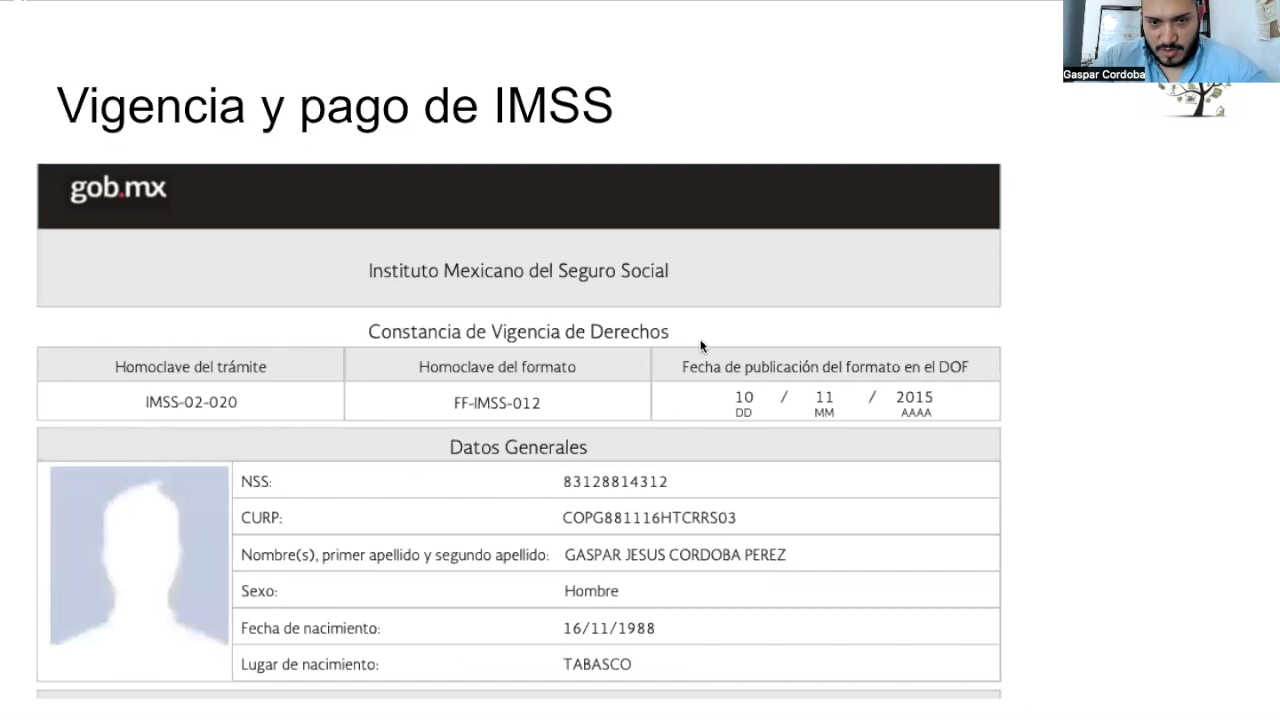 Gaspar Cordoba
Vigencia y pago de IMSS
gob.mx
Instituto Mexicano del Seguro Social
Constancia de Vigencia de Derechos
Homoclave del trámite Homoclave del formato Fecha de publicación del formato en el DOF
IMSS-02-020 FF-IMSS-012 10 / 11 / 2015
DD MM AAAA
Datos Generales
NSS: 83128814312
CURP: COPG881116HTCRRS03
Nombre(s), primer apellido y segundo apellido: GASPAR JESUS CORDOBA PEREZ
Sexo: Hombre
Fecha de nacimiento: 16/11/1988
Lugar de nacimiento: TABASCO